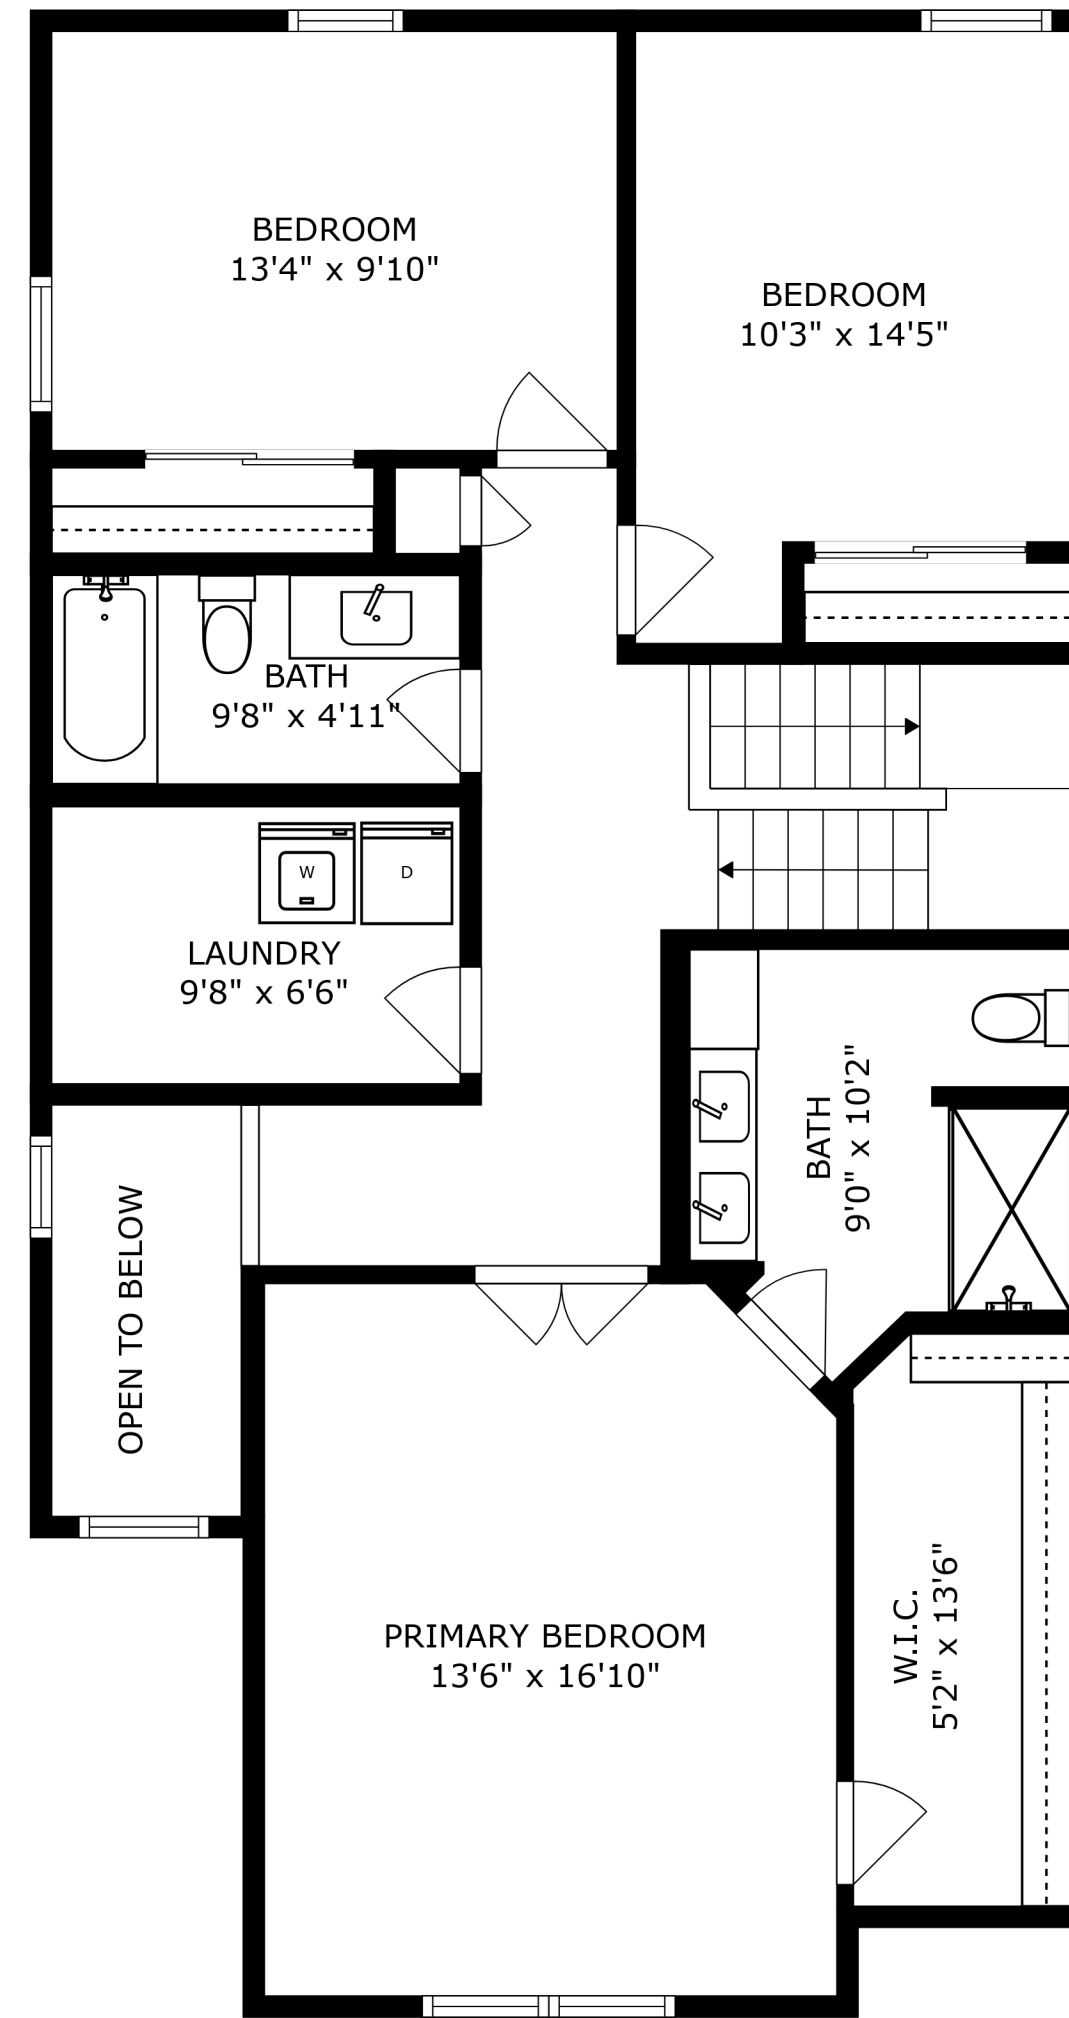 BEDROOM
13'4" x 9'10"
BEDROOM
10'3" x 14'5"
BATH
9'8" x 4'11"
W
D
LAUNDRY
9'8" x 6'6"
BATH
9'0" x 10'2"
OPEN TO BELOW
PRIMARY BEDROOM
13'6" x 16'10"
W.I.C.
5'2" x 13'6"